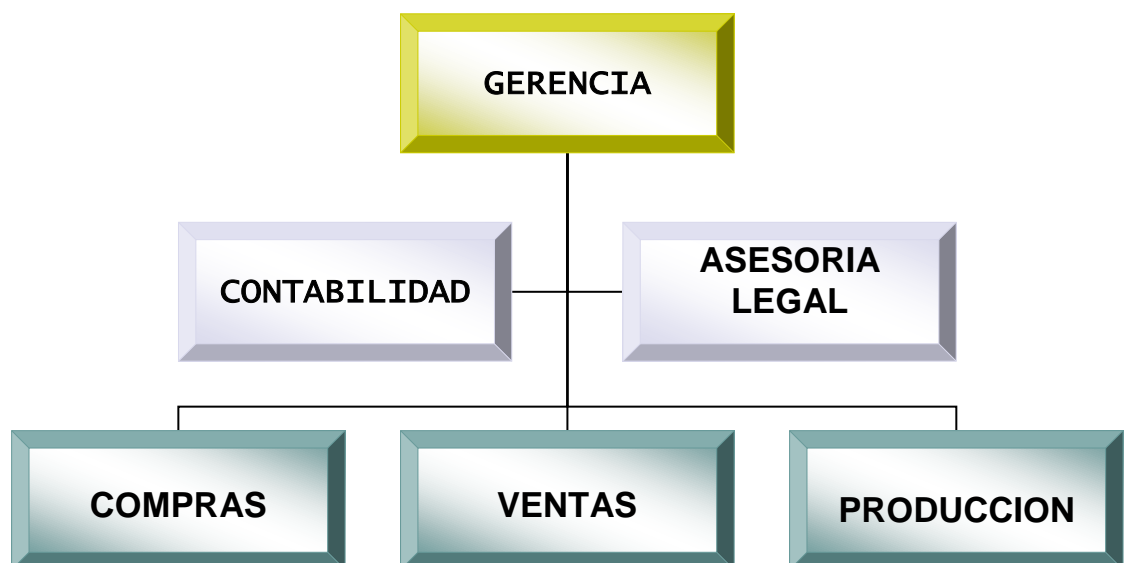 GERENCIA
CONTABILIDAD
ASESORIA
LEGAL
COMPRAS
VENTAS
PRODUCCION